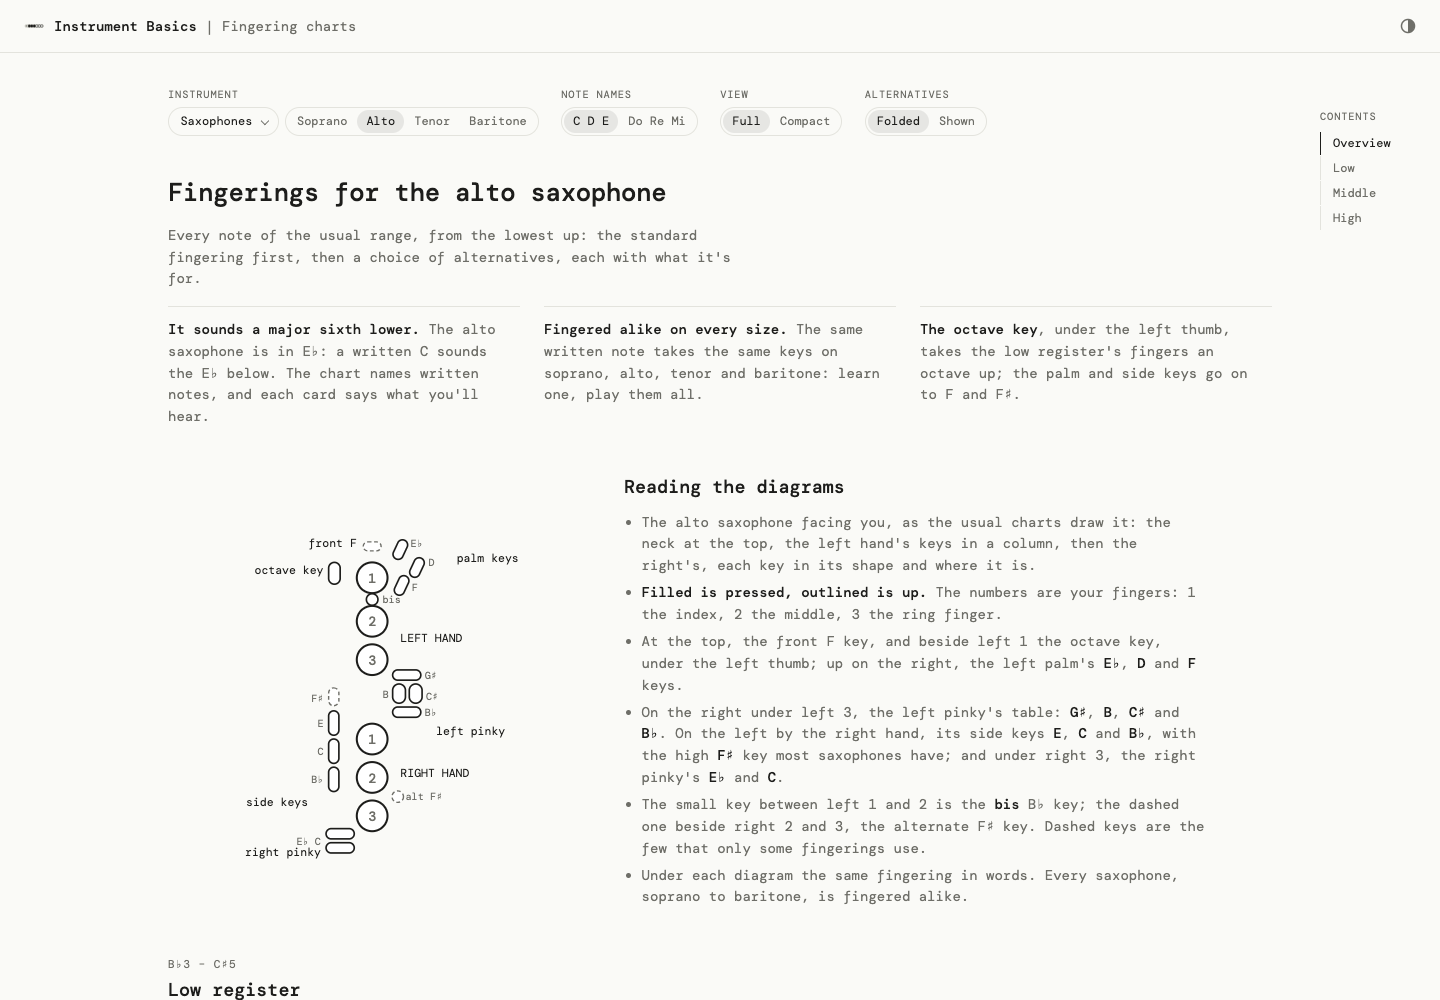 Instrument Basics | Fingering charts
INSTRUMENT
Saxophones
Soprano Alto Tenor Baritone
NOTE NAMES
C D E Do Re Mi
VIEW
Full Compact
ALTERNATIVES
Folded Shown
CONTENTS
Overview
Low
Middle
High
Fingerings for the alto saxophone
Every note of the usual range, from the lowest up: the standard
fingering first, then a choice of alternatives, each with what it's
for.
It sounds a major sixth lower. The alto
saxophone is in E♭: a written C sounds
the E♭ below. The chart names written
notes, and each card says what you'll
hear.
Fingered alike on every size. The same
written note takes the same keys on
soprano, alto, tenor and baritone: learn
one, play them all.
The octave key, under the left thumb,
takes the low register's fingers an
octave up; the palm and side keys go on
to F and F♯.
front F
E♭
D
palm keys
octave key
1
F
bis
2
LEFT HAND
3
G♯
B
C♯
B♭
left pinky
F♯
E
1
C
2
RIGHT HAND
B♭
alt F♯
side keys
3
E♭ C
right pinky
Reading the diagrams
• The alto saxophone facing you, as the usual charts draw it: the
neck at the top, the left hand's keys in a column, then the
right's, each key in its shape and where it is.
• Filled is pressed, outlined is up. The numbers are your fingers: 1
the index, 2 the middle, 3 the ring finger.
• At the top, the front F key, and beside left 1 the octave key,
under the left thumb; up on the right, the left palm's E♭, D and F
keys.
• On the right under left 3, the left pinky's table: G♯, B, C♯ and
B♭. On the left by the right hand, its side keys E, C and B♭, with
the high F♯ key most saxophones have; and under right 3, the right
pinky's E♭ and C.
• The small key between left 1 and 2 is the bis B♭ key; the dashed
one beside right 2 and 3, the alternate F♯ key. Dashed keys are the
few that only some fingerings use.
• Under each diagram the same fingering in words. Every saxophone,
soprano to baritone, is fingered alike.
B♭3 – C♯5
Low register